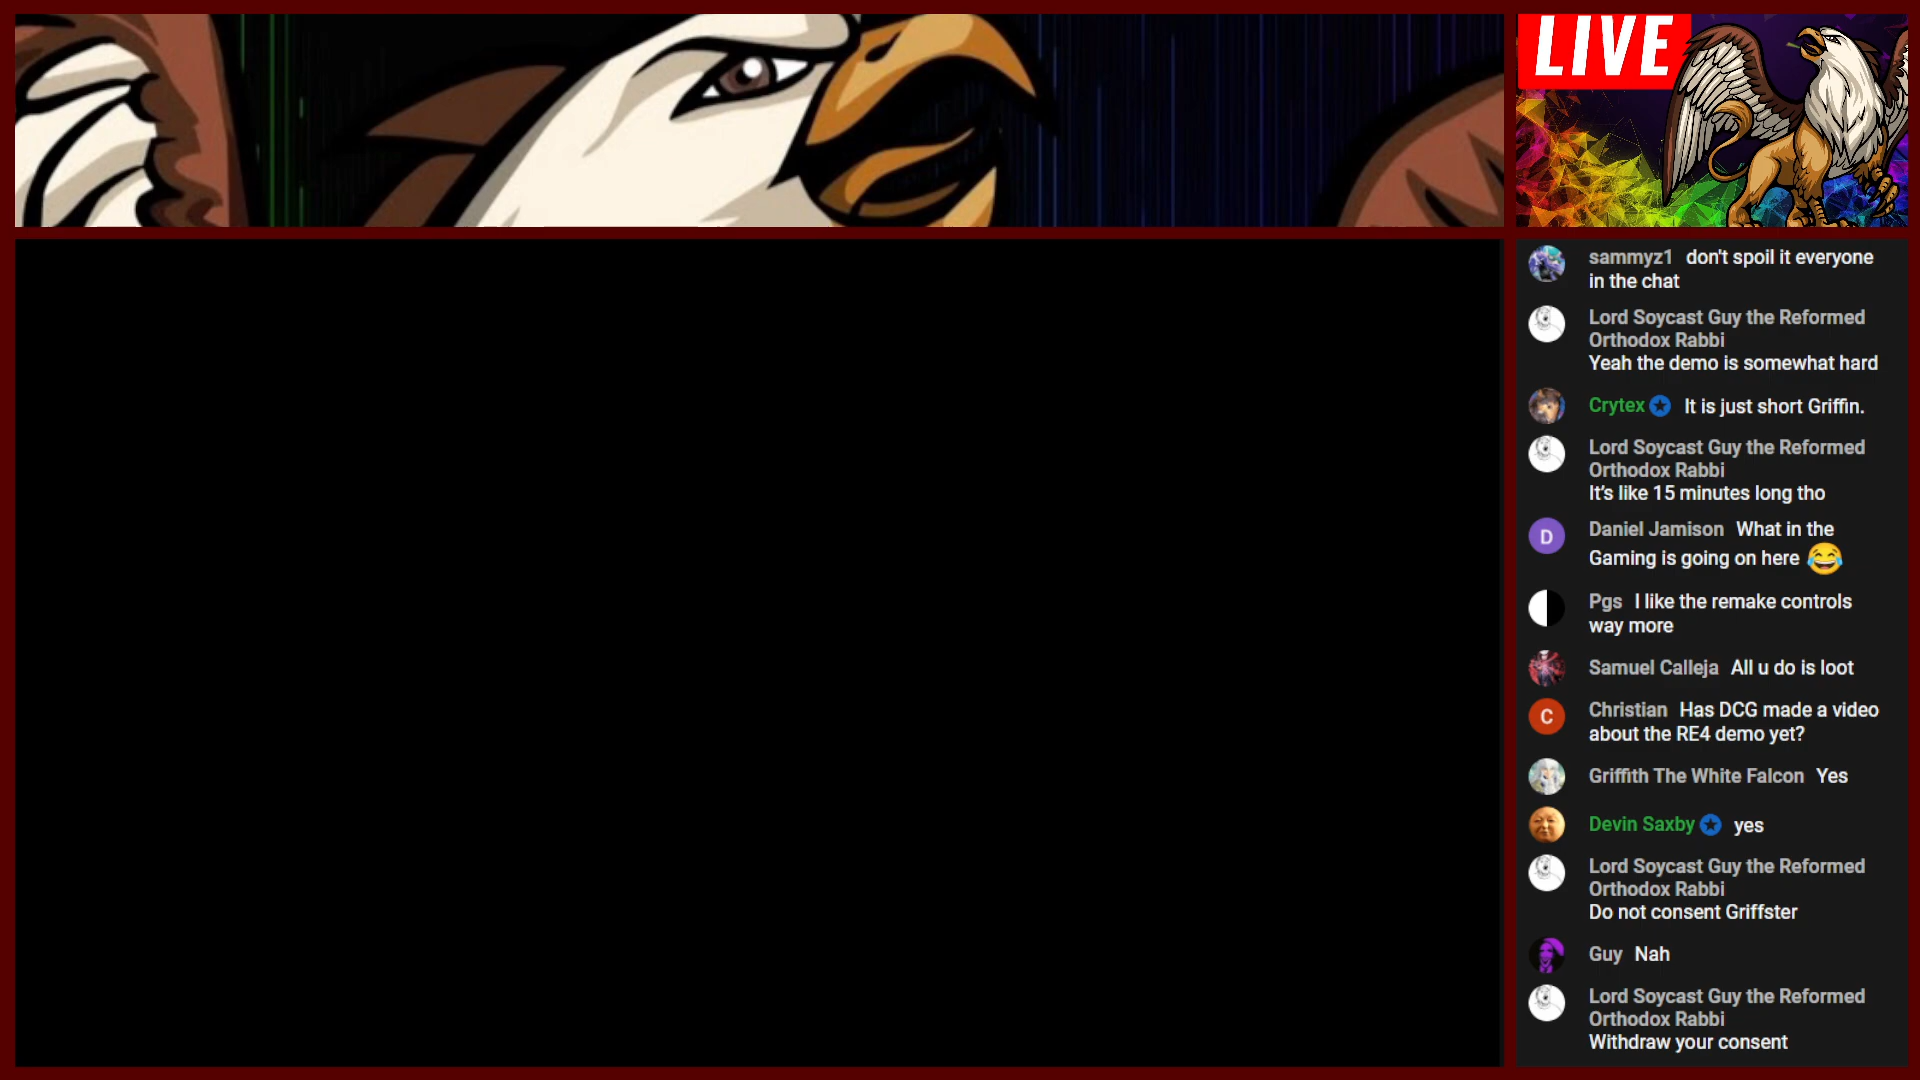 LIVE
sammyz1 don't spoil it everyone
in the chat
Lord Soycast Guy the Reformed
Orthodox Rabbi
Yeah the demo is somewhat hard
Crytex It is just short Griffin.
Lord Soycast Guy the Reformed
Orthodox Rabbi
It's like 15 minutes long tho
D
Daniel Jamison What in the
Gaming is going on here 😂
Pgs I like the remake controls
way more
Samuel Calleja All u do is loot
C
Christian Has DCG made a video
about the RE4 demo yet?
Griffith The White Falcon Yes
Devin Saxby yes
Lord Soycast Guy the Reformed
Orthodox Rabbi
Do not consent Griffster
Guy Nah
Lord Soycast Guy the Reformed
Orthodox Rabbi
Withdraw your consent